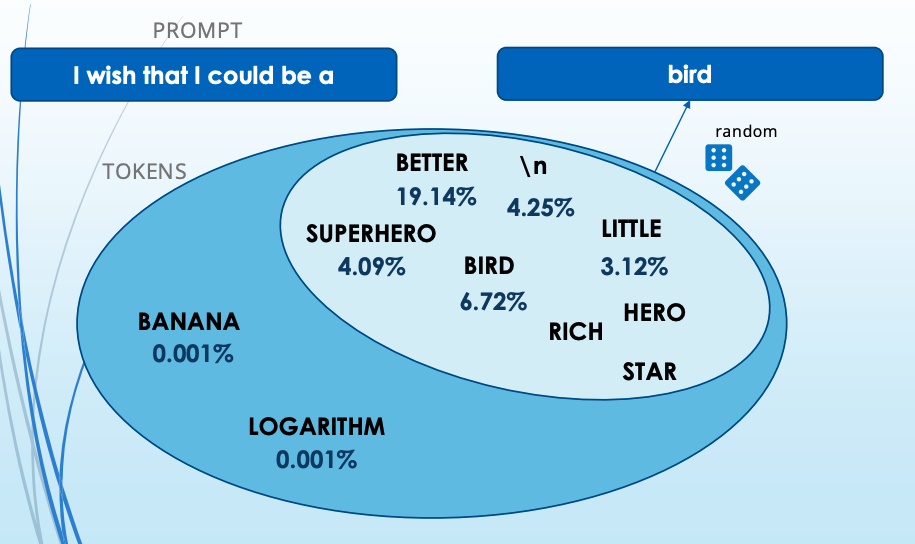 PROMPT
I wish that I could be a
bird
random
TOKENS
BETTER
19.14%
\n
4.25%
SUPERHERO
4.09%
LITTLE
3.12%
BIRD
6.72%
HERO
RICH
STAR
BANANA
0.001%
LOGARITHM
0.001%